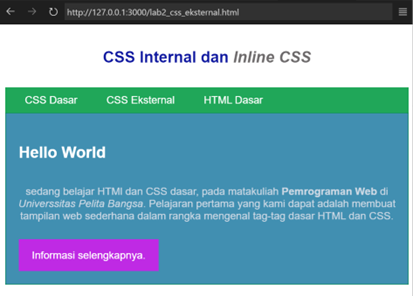 http://127.0.0.1:3000/lab2_css_eksternal.html
CSS Internal dan Inline CSS
CSS Dasar CSS Eksternal HTML Dasar
Hello World
sedang belajar HTMl dan CSS dasar, pada matakuliah Pemrograman Web di
Universsitas Pelita Bangsa. Pelajaran pertama yang kami dapat adalah membuat
tampilan web sederhana dalam rangka mengenal tag-tag dasar HTML dan CSS.
Informasi selengkapnya.